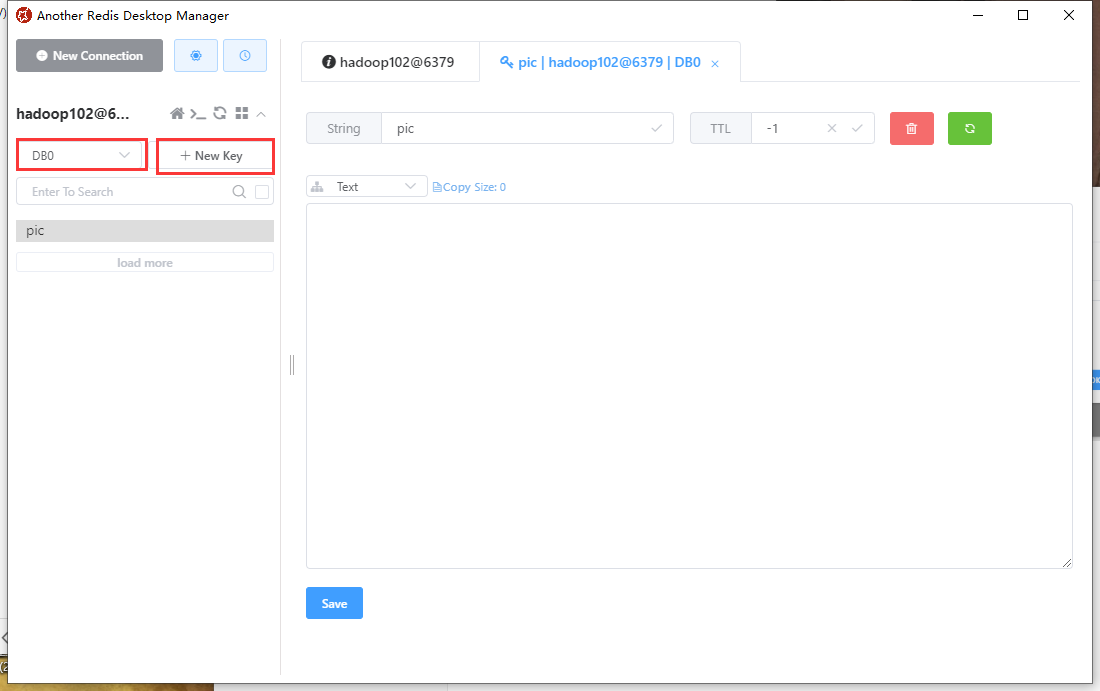 Another Redis Desktop Manager
New Connection
hadoop102@6379
pic | hadoop102@6379 | DB0
hadoop102@6...
String
pic
TTL
-1
DB0
New Key
Text
Copy
Size: 0
Enter To Search
pic
load more
Save